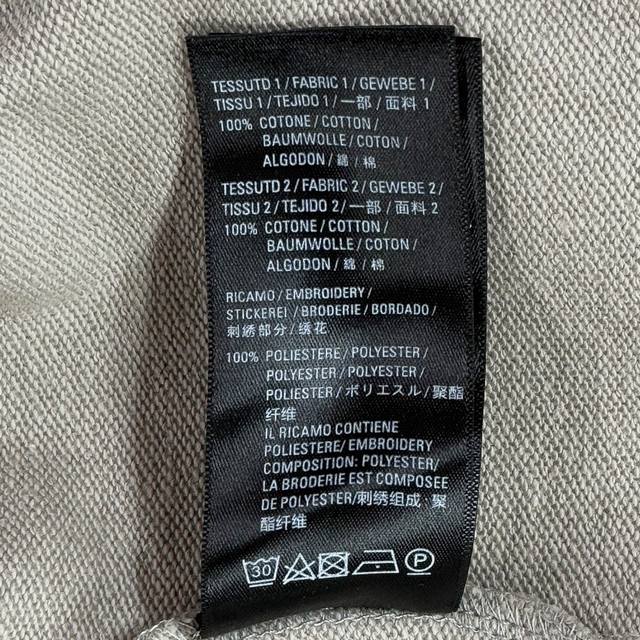 TESSUTD 1 / FABRIC 1 / GEWEBE 1 /
TISSU 1 / TEJIDO 1 / 一部 / 面料 1
100% COTONE / COTTON /
BAUMWOLLE / COTON /
ALGODON / 綿 / 棉
TESSUTD 2 / FABRIC 2 / GEWEBE 2 /
TISSU 2 / TEJIDO 2 / 一部 / 面料 2
100% COTONE / COTTON /
BAUMWOLLE / COTON /
ALGODON / 綿 / 棉
RICAMO / EMBROIDERY /
STICKEREI / BRODERIE / BORDADO /
刺绣部分 / 绣花
100% POLIESTERE / POLYESTER /
POLYESTER / POLYESTER /
POLIESTER / ポリエスル / 聚酯
纤维
IL RICAMO CONTIENE
POLIESTERE/ EMBROIDERY
COMPOSITION: POLYESTER/
LA BRODERIE EST COMPOSEE
DE POLYESTER/刺绣组成 · 聚
酯纤维
30 P